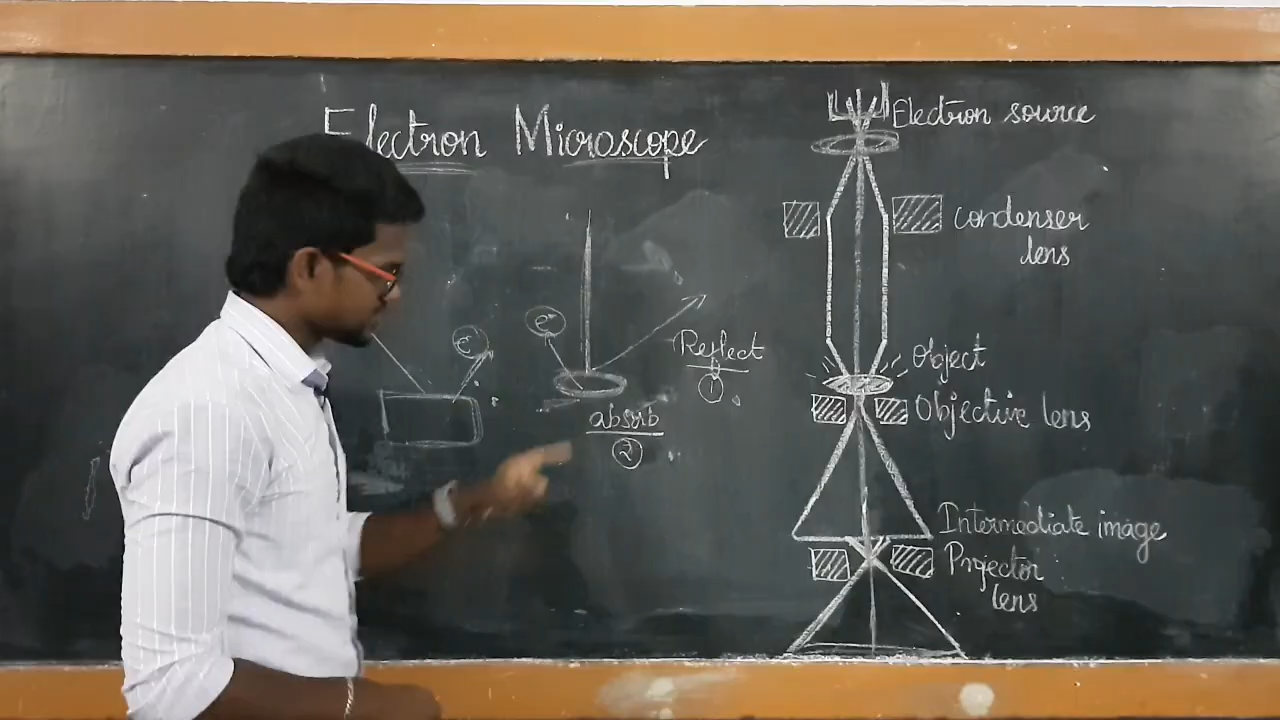 Electron Microscope
Electron source
condenser
lens
e⁻
e⁻
Reflect
1
absorb
2
Object
Objective lens
Intermediate image
Projector
lens